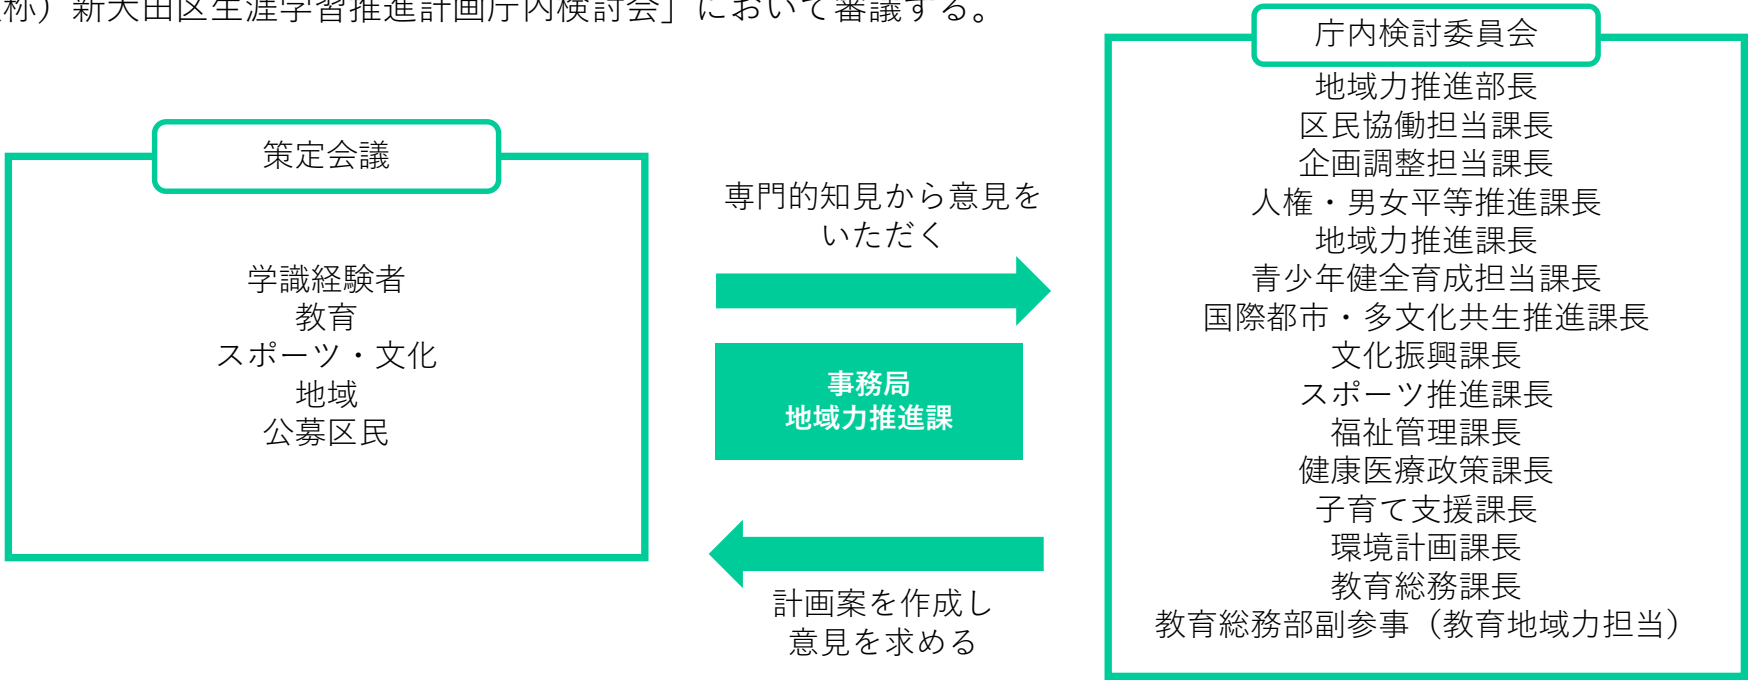 称）新大田区生涯学習推進計画庁内検討会」において審議する。
策定会議
学識経験者
教育
スポーツ・文化
地域
公募区民
専門的知見から意見を
いただく
事務局
地域力推進課
計画案を作成し
意見を求める
庁内検討委員会
地域力推進部長
区民協働担当課長
企画調整担当課長
人権・男女平等推進課長
地域力推進課長
青少年健全育成担当課長
国際都市・多文化共生推進課長
文化振興課長
スポーツ推進課長
福祉管理課長
健康医療政策課長
子育て支援課長
環境計画課長
教育総務課長
教育総務部副参事（教育地域力担当）